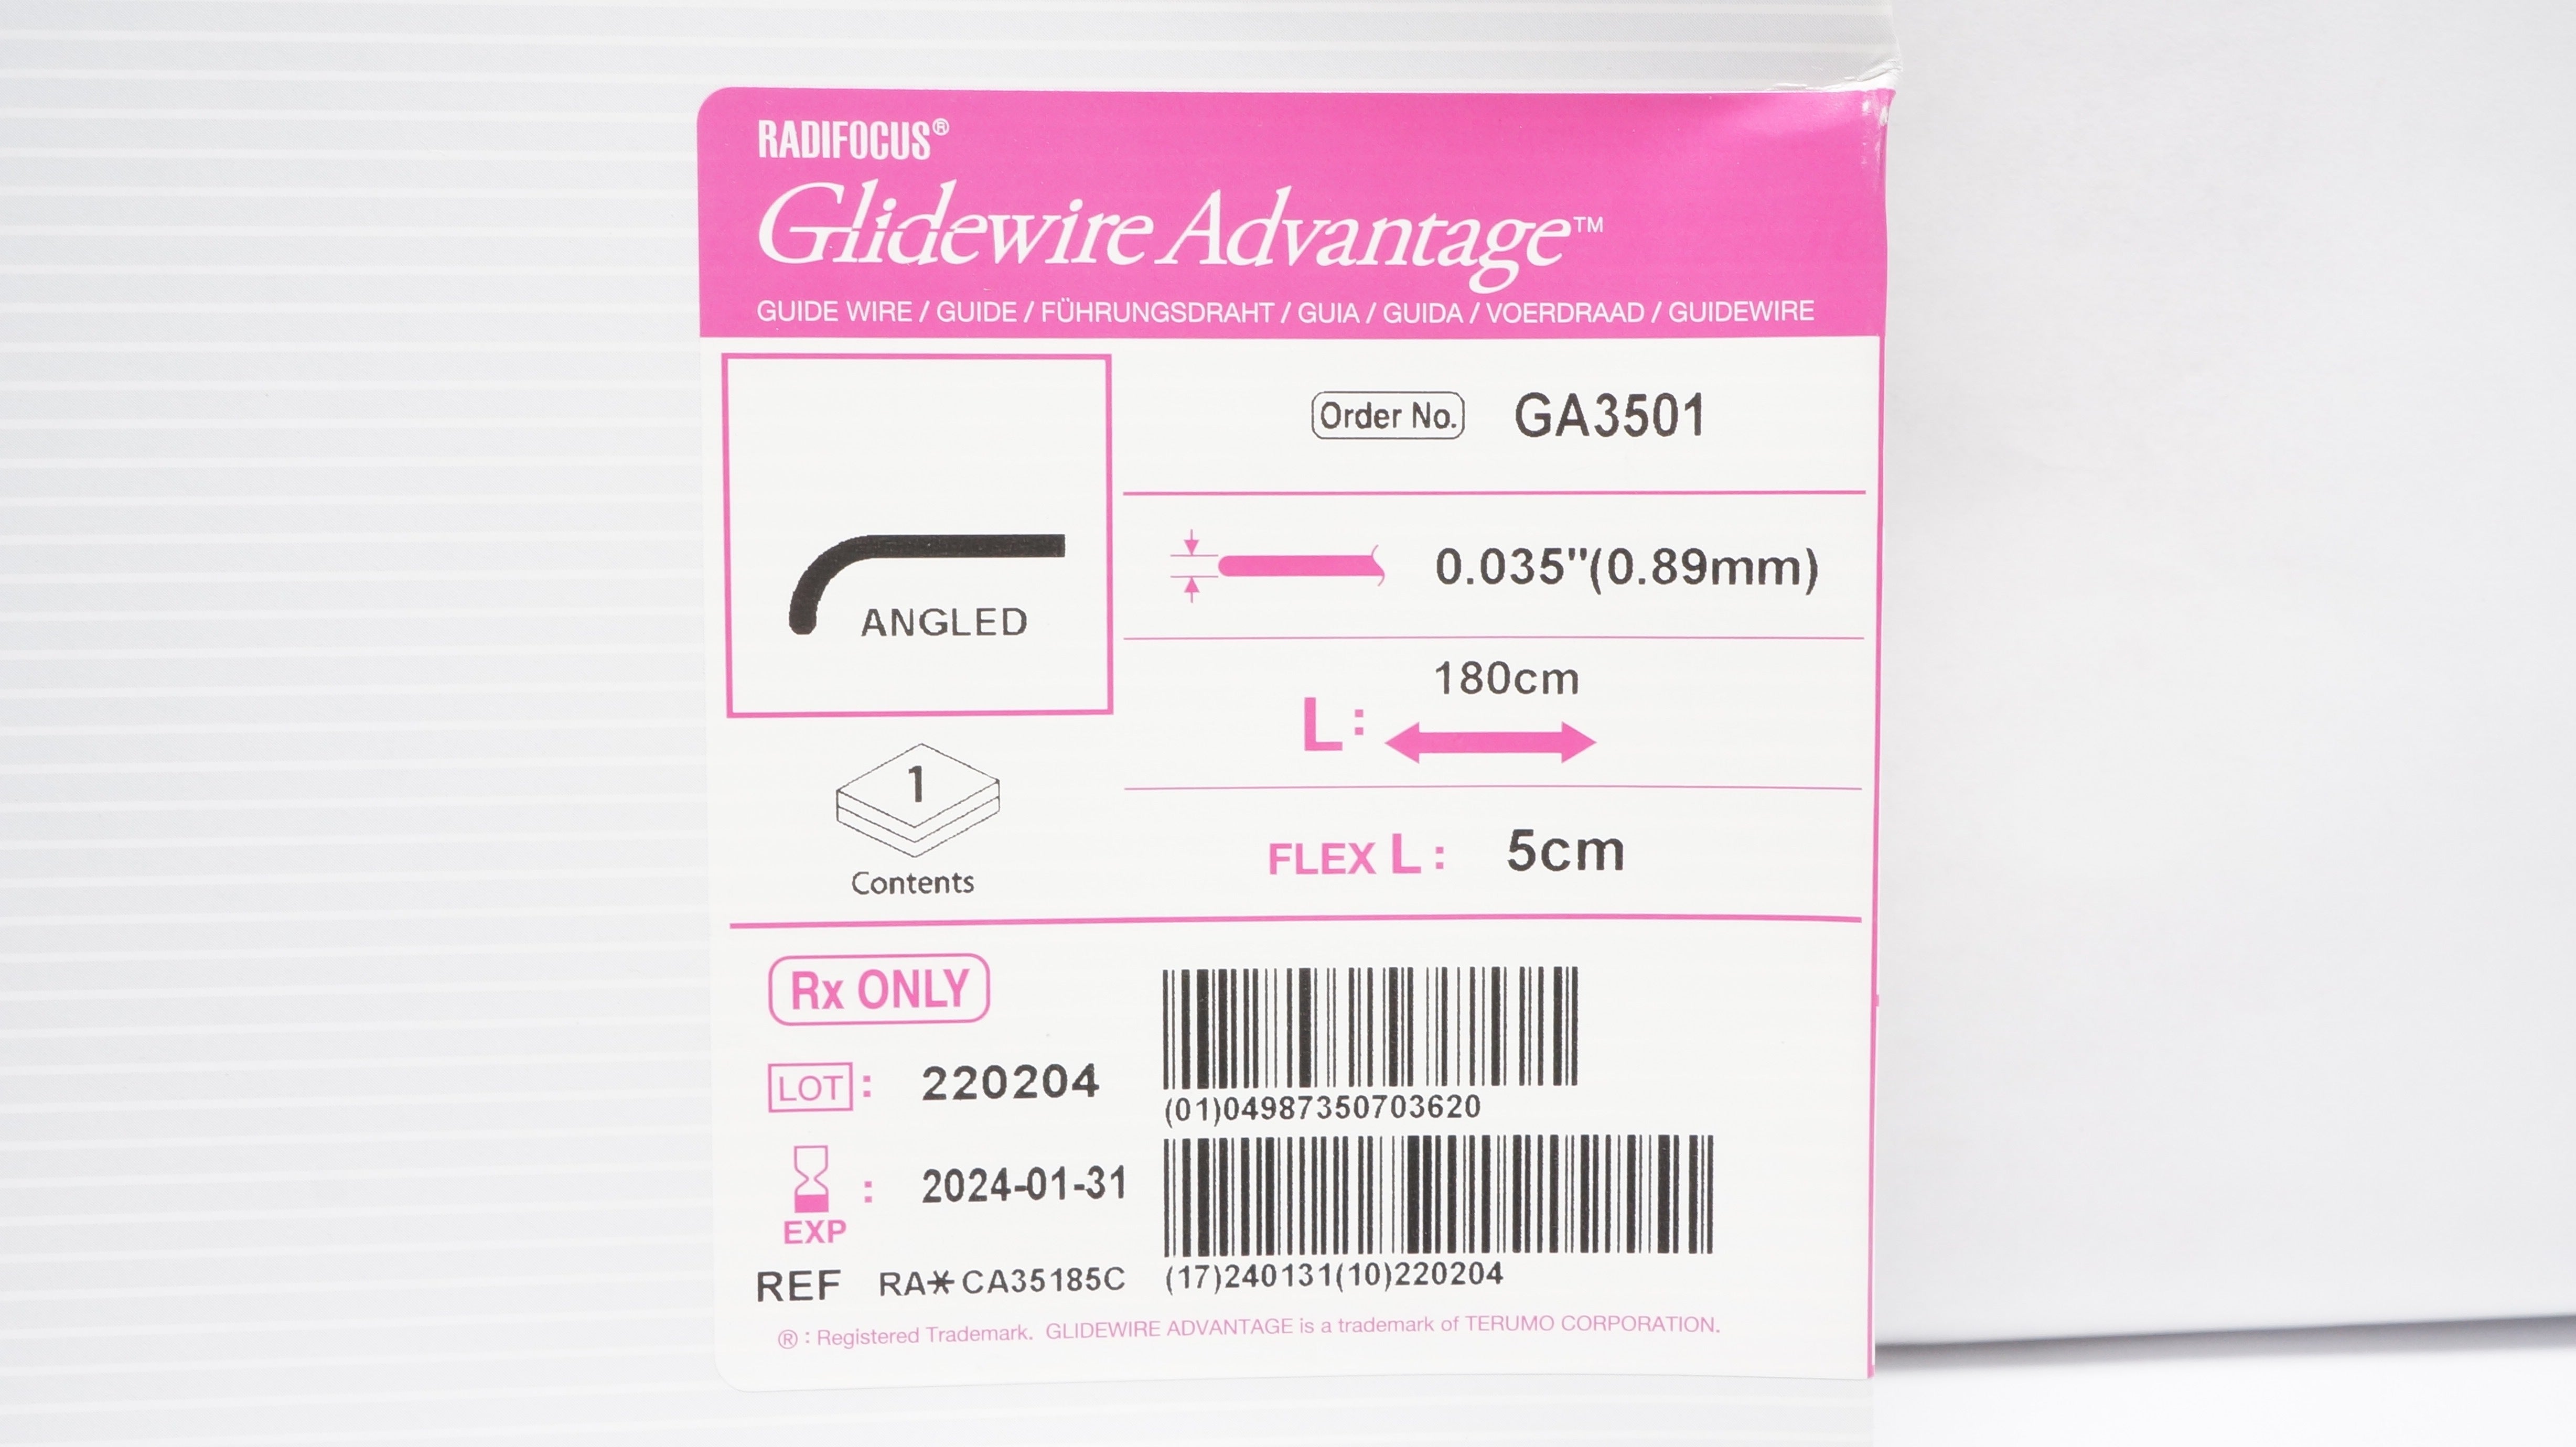 RADIFOCUS®
Glidewire Advantage™
GUIDE WIRE / GUIDE / FÜHRUNGSDRAHT / GUIA / GUIDA / VOERDRAAD / GUIDEWIRE
ANGLED
Order No. GA3501
0.035"(0.89mm)
180cm
L:
FLEX L: 5cm
1
Contents
Rx ONLY
LOT: 220204
(01)04987350703620
EXP : 2024-01-31
REF RA*CA35185C
(17)240131(10)220204
®: Registered Trademark. GLIDEWIRE ADVANTAGE is a trademark of TERUMO CORPORATION.